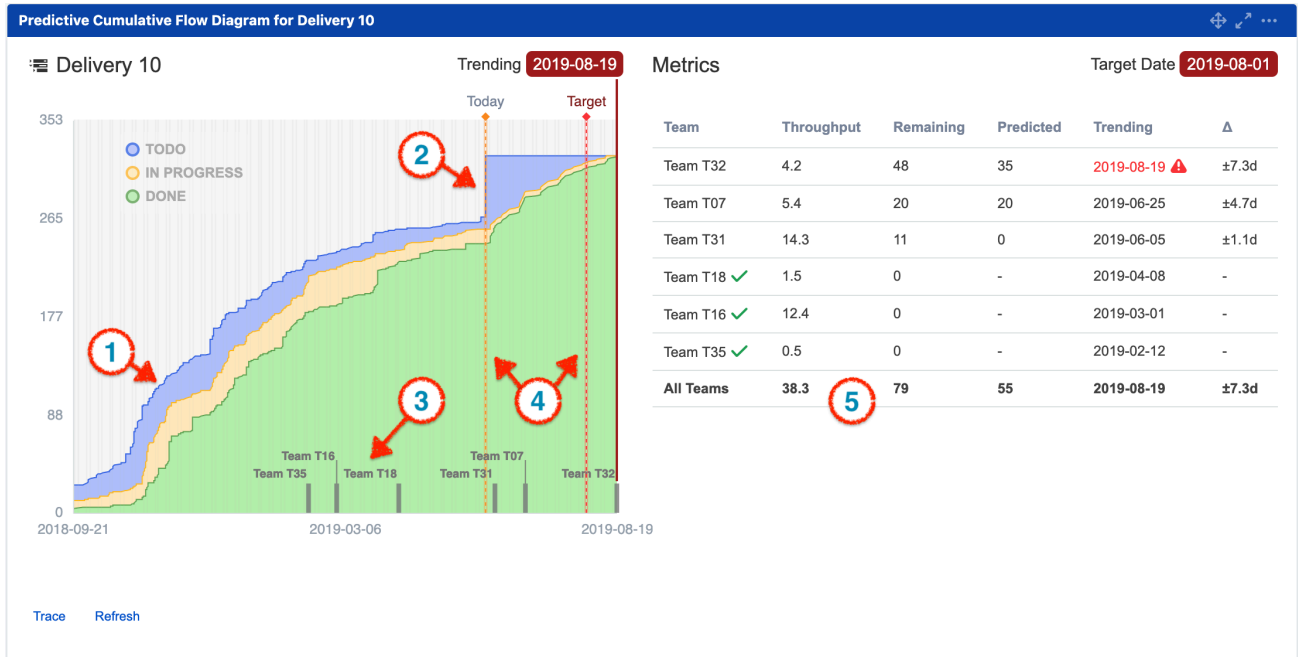 Predictive Cumulative Flow Diagram for Delivery 10
Delivery 10
Trending 2019-08-19
Today
Target
353
265
177
88
0
TODO
IN PROGRESS
DONE
1
2
3
4
Team T16
Team T07
Team T35
Team T18
Team T31
Team T32
2018-09-21
2019-03-06
2019-08-19
Metrics
Target Date 2019-08-01
Team Throughput Remaining Predicted Trending Δ
Team T32 4.2 48 35 2019-08-19 ±7.3d
Team T07 5.4 20 20 2019-06-25 ±4.7d
Team T31 14.3 11 0 2019-06-05 ±1.1d
Team T18 1.5 0 - 2019-04-08 -
Team T16 12.4 0 - 2019-03-01 -
Team T35 0.5 0 - 2019-02-12 -
All Teams 38.3 79 55 2019-08-19 ±7.3d
5
Trace Refresh